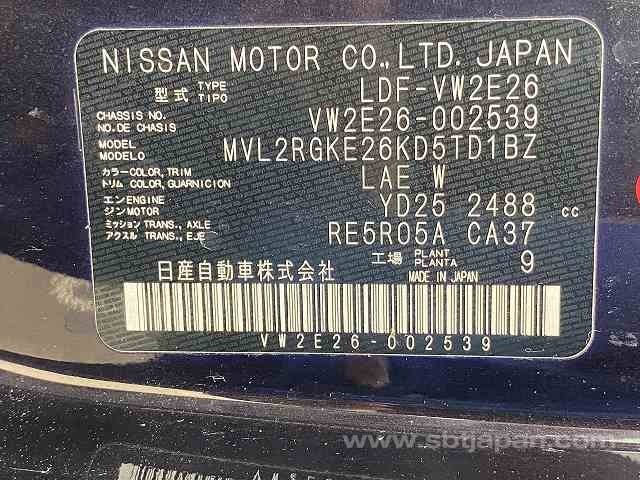 NISSAN MOTOR CO.,LTD. JAPAN
型式 TYPE TIPO LDF-VW2E26
CHASSIS NO. NO. DE CHASSIS VW2E26-002539
MODEL MODELO MVL2RGKE26KD5TD1BZ
カラー COLOR, TRIM トリム COLOR, GUARNICION LAE W
エンジン ENGINE MOTOR YD25 2488 cc
ミッション アクスル TRANS., AXLE TRANS., EJE RE5R05A CA37
工場 PLANT PLANTA 9
日産自動車株式会社 MADE IN JAPAN
VW2E26-002539
www.sbtjapan.com